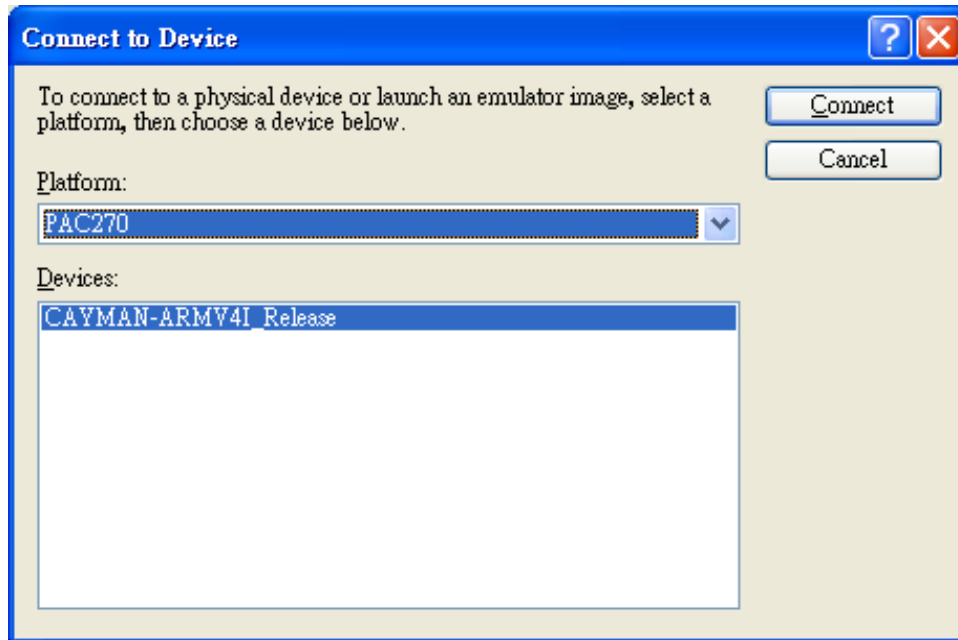 Connect to Device
To connect to a physical device or launch an emulator image, select a
platform, then choose a device below.
Connect
Cancel
Platform:
PAC270
Devices:
CAYMAN-ARMV4I_Release